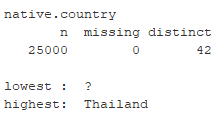 native.country
n missing distinct
25000 0 42
lowest : ?
highest: Thailand